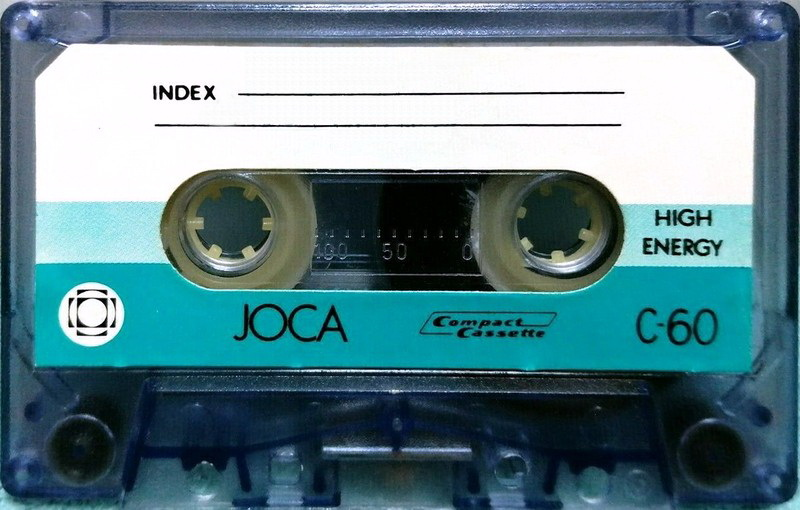 INDEX
HIGH
ENERGY
100 50 0
JOCA
Compact
Cassette
C-60